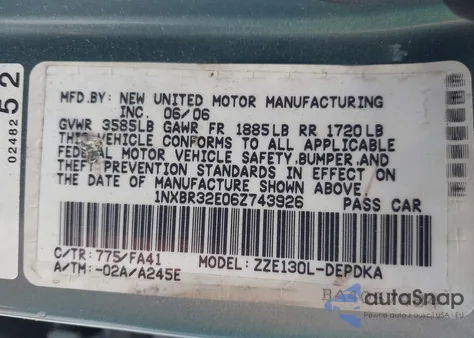 MFD.BY: NEW UNITED MOTOR MANUFACTURING
INC. 06/06
GVWR 3585LB GAWR FR 1885LB RR 1720LB
THIS VEHICLE CONFORMS TO ALL APPLICABLE
FEDERAL MOTOR VEHICLE SAFETY,BUMPER,AND
THEFT PREVENTION STANDARDS IN EFFECT ON
THE DATE OF MANUFACTURE SHOWN ABOVE.
1NXBR32E06Z743926 PASS CAR
C/TR: 775/FA41 MODEL: ZZE130L-DEPDKA
A/TM: -02A/A245E
0248252
autoSnap